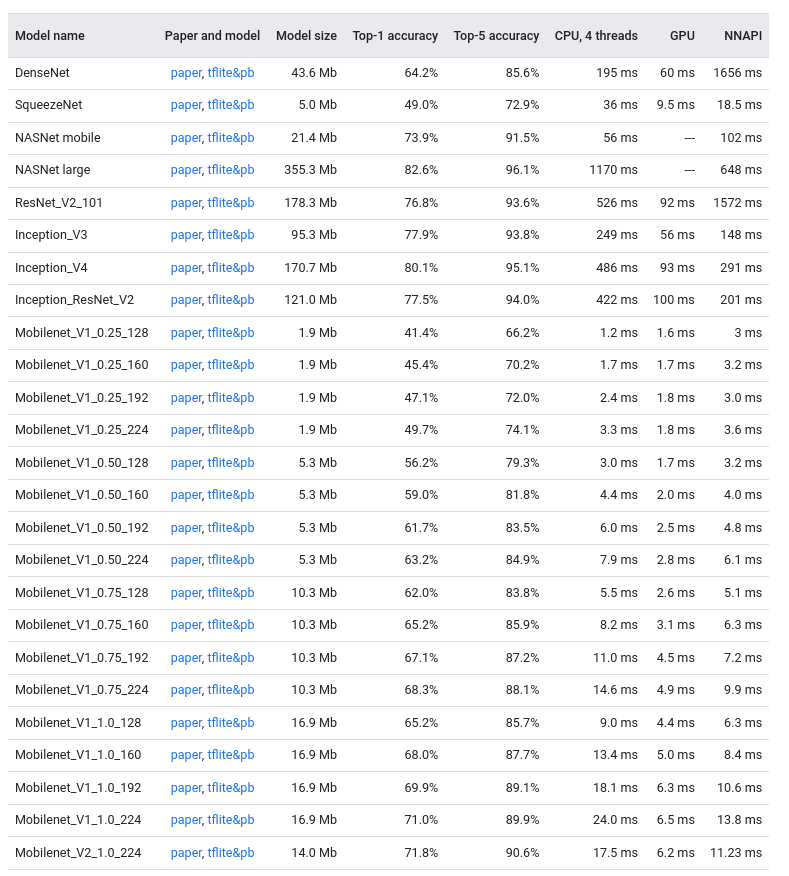 Model name Paper and model Model size Top-1 accuracy Top-5 accuracy CPU, 4 threads GPU NNAPI
DenseNet paper, tflite&pb 43.6 Mb 64.2% 85.6% 195 ms 60 ms 1656 ms
SqueezeNet paper, tflite&pb 5.0 Mb 49.0% 72.9% 36 ms 9.5 ms 18.5 ms
NASNet mobile paper, tflite&pb 21.4 Mb 73.9% 91.5% 56 ms --- 102 ms
NASNet large paper, tflite&pb 355.3 Mb 82.6% 96.1% 1170 ms --- 648 ms
ResNet_V2_101 paper, tflite&pb 178.3 Mb 76.8% 93.6% 526 ms 92 ms 1572 ms
Inception_V3 paper, tflite&pb 95.3 Mb 77.9% 93.8% 249 ms 56 ms 148 ms
Inception_V4 paper, tflite&pb 170.7 Mb 80.1% 95.1% 486 ms 93 ms 291 ms
Inception_ResNet_V2 paper, tflite&pb 121.0 Mb 77.5% 94.0% 422 ms 100 ms 201 ms
Mobilenet_V1_0.25_128 paper, tflite&pb 1.9 Mb 41.4% 66.2% 1.2 ms 1.6 ms 3 ms
Mobilenet_V1_0.25_160 paper, tflite&pb 1.9 Mb 45.4% 70.2% 1.7 ms 1.7 ms 3.2 ms
Mobilenet_V1_0.25_192 paper, tflite&pb 1.9 Mb 47.1% 72.0% 2.4 ms 1.8 ms 3.0 ms
Mobilenet_V1_0.25_224 paper, tflite&pb 1.9 Mb 49.7% 74.1% 3.3 ms 1.8 ms 3.6 ms
Mobilenet_V1_0.50_128 paper, tflite&pb 5.3 Mb 56.2% 79.3% 3.0 ms 1.7 ms 3.2 ms
Mobilenet_V1_0.50_160 paper, tflite&pb 5.3 Mb 59.0% 81.8% 4.4 ms 2.0 ms 4.0 ms
Mobilenet_V1_0.50_192 paper, tflite&pb 5.3 Mb 61.7% 83.5% 6.0 ms 2.5 ms 4.8 ms
Mobilenet_V1_0.50_224 paper, tflite&pb 5.3 Mb 63.2% 84.9% 7.9 ms 2.8 ms 6.1 ms
Mobilenet_V1_0.75_128 paper, tflite&pb 10.3 Mb 62.0% 83.8% 5.5 ms 2.6 ms 5.1 ms
Mobilenet_V1_0.75_160 paper, tflite&pb 10.3 Mb 65.2% 85.9% 8.2 ms 3.1 ms 6.3 ms
Mobilenet_V1_0.75_192 paper, tflite&pb 10.3 Mb 67.1% 87.2% 11.0 ms 4.5 ms 7.2 ms
Mobilenet_V1_0.75_224 paper, tflite&pb 10.3 Mb 68.3% 88.1% 14.6 ms 4.9 ms 9.9 ms
Mobilenet_V1_1.0_128 paper, tflite&pb 16.9 Mb 65.2% 85.7% 9.0 ms 4.4 ms 6.3 ms
Mobilenet_V1_1.0_160 paper, tflite&pb 16.9 Mb 68.0% 87.7% 13.4 ms 5.0 ms 8.4 ms
Mobilenet_V1_1.0_192 paper, tflite&pb 16.9 Mb 69.9% 89.1% 18.1 ms 6.3 ms 10.6 ms
Mobilenet_V1_1.0_224 paper, tflite&pb 16.9 Mb 71.0% 89.9% 24.0 ms 6.5 ms 13.8 ms
Mobilenet_V2_1.0_224 paper, tflite&pb 14.0 Mb 71.8% 90.6% 17.5 ms 6.2 ms 11.23 ms